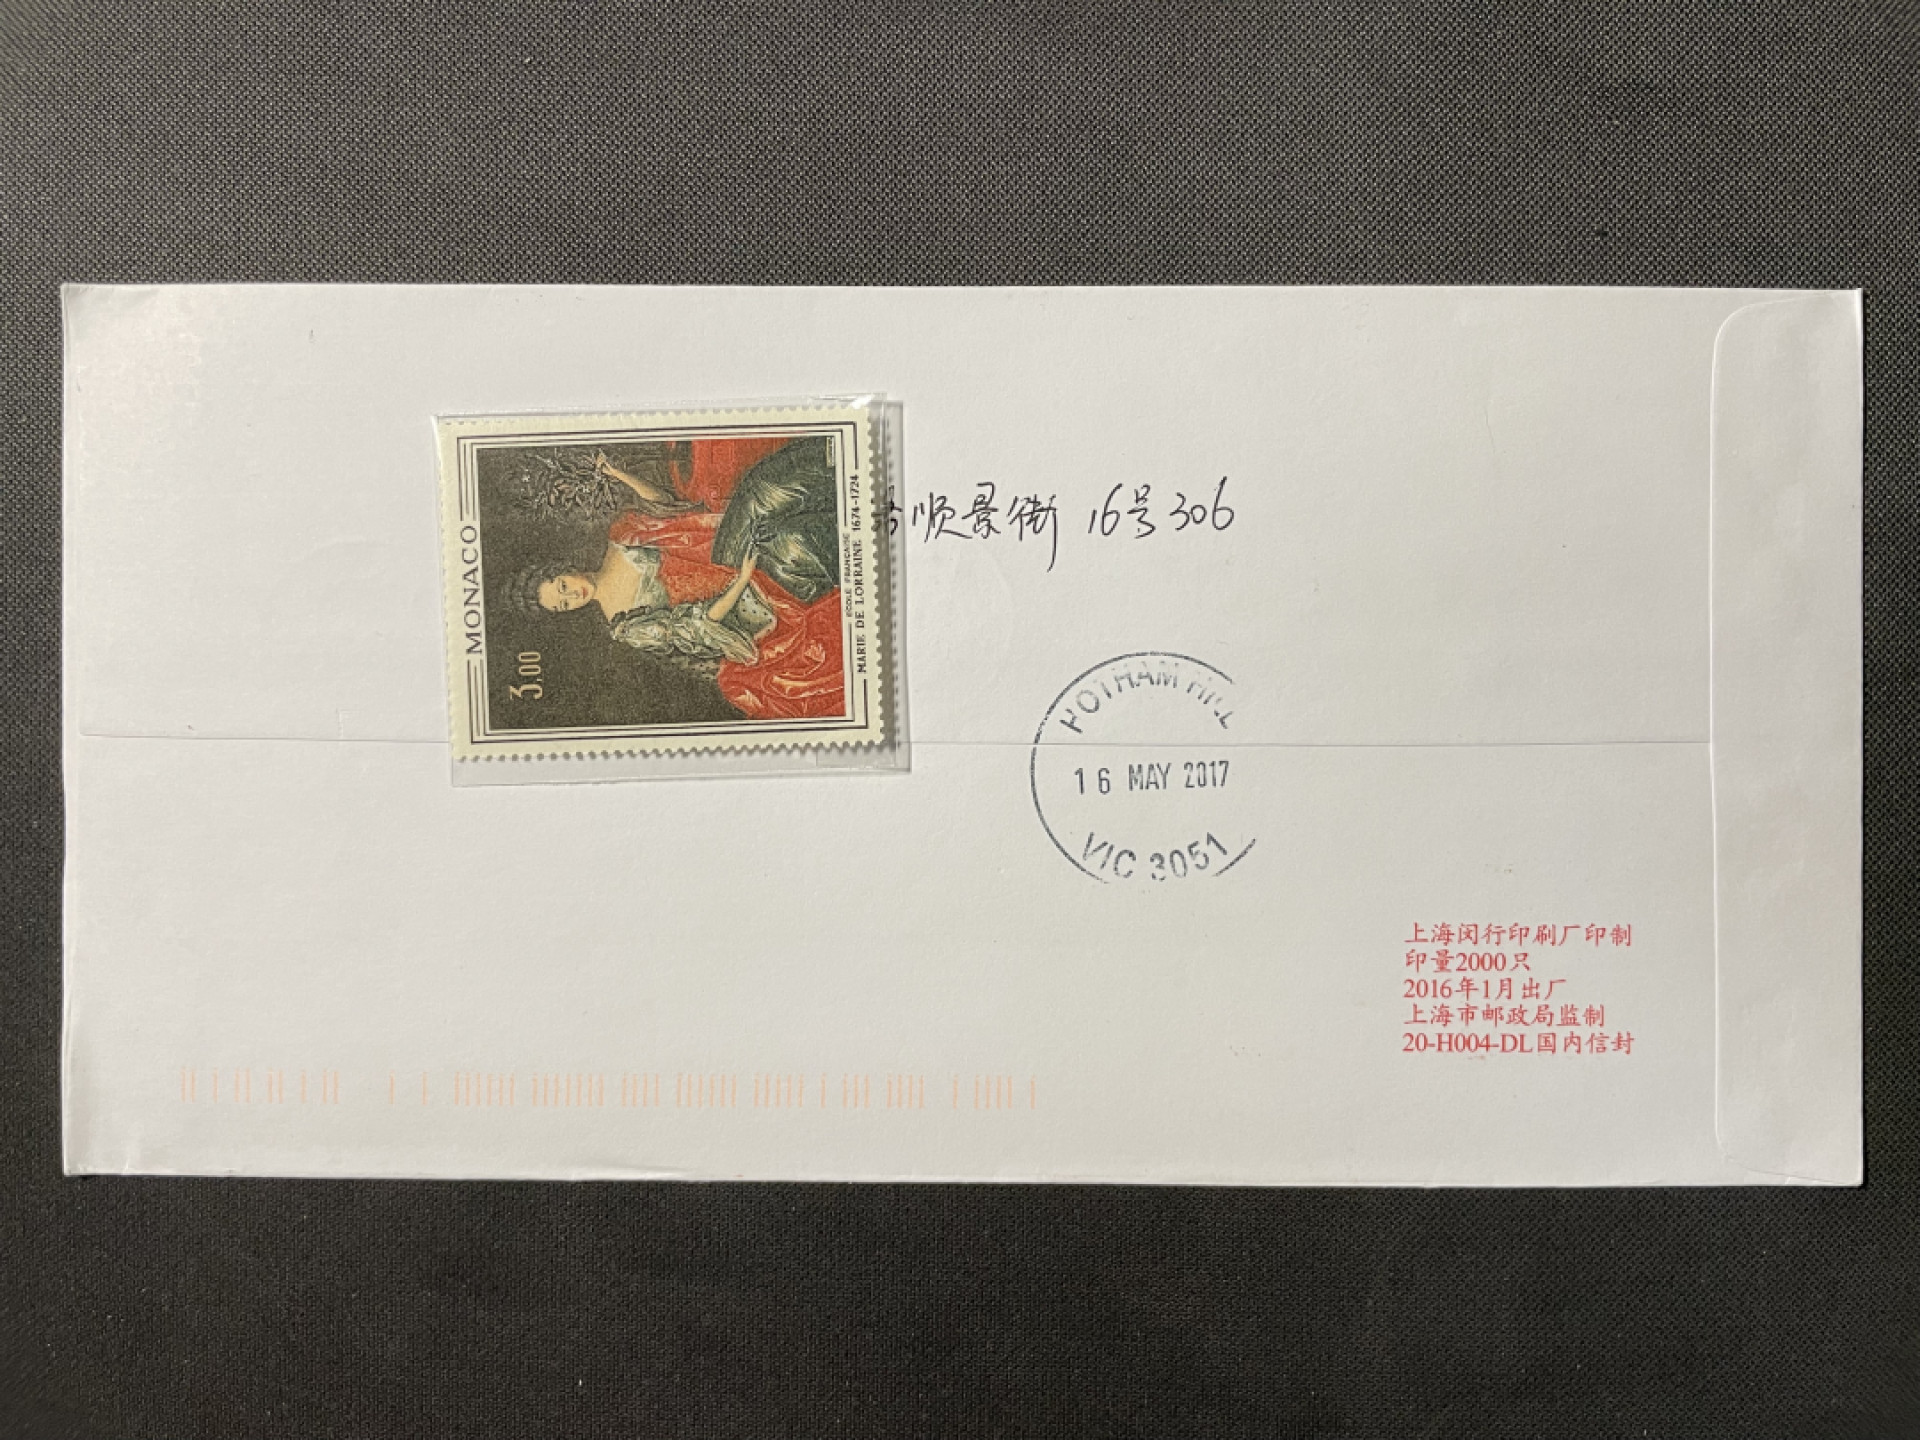 MONACO
3.00
ECOLE FRANÇAISE
MARIE DE LORRAINE 1674-1724
顺景街 16号306
HOTHAM HILL
16 MAY 2017
VIC 3051
上海闵行印刷厂印制
印量2000只
2016年1月出厂
上海市邮政局监制
20-H004-DL国内信封